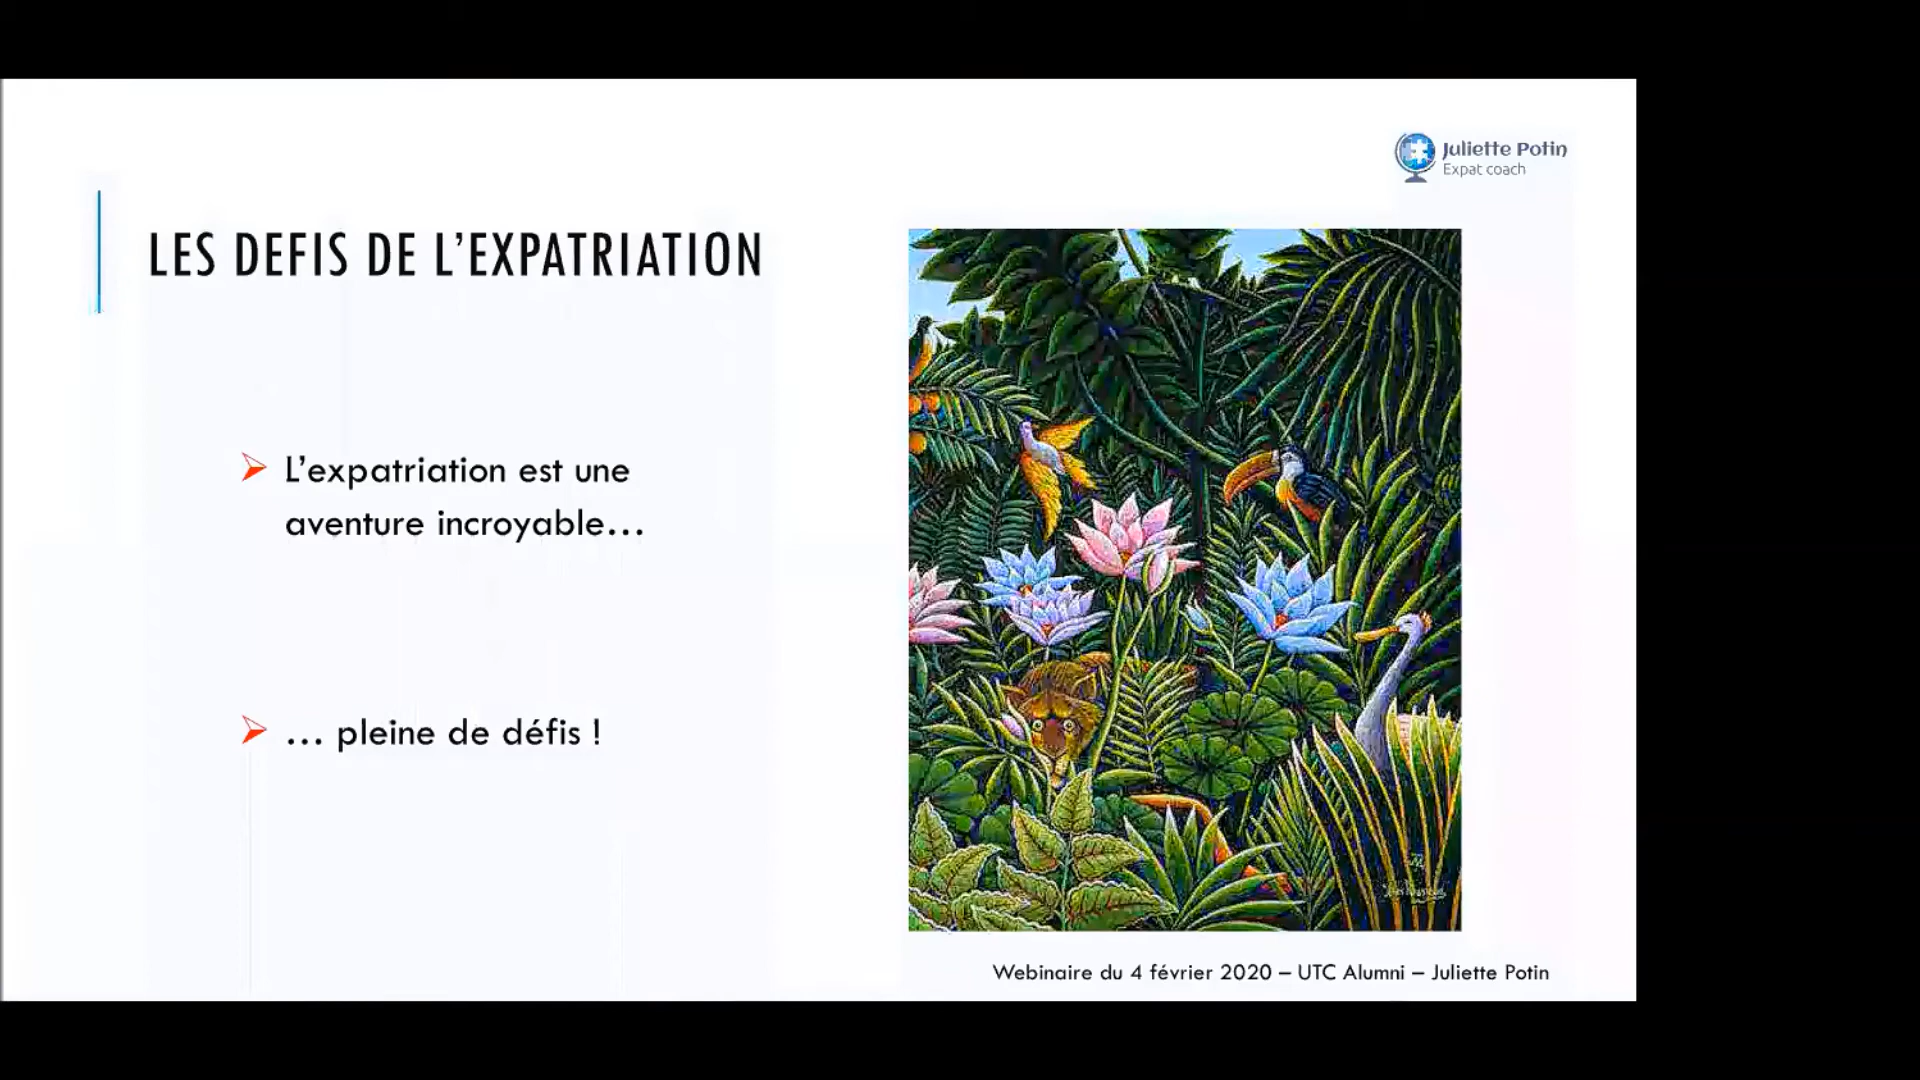 Juliette Potin
Expat coach
LES DEFIS DE L’EXPATRIATION
L’expatriation est une
aventure incroyable…
… pleine de défis !
Webinaire du 4 février 2020 – UTC Alumni – Juliette Potin